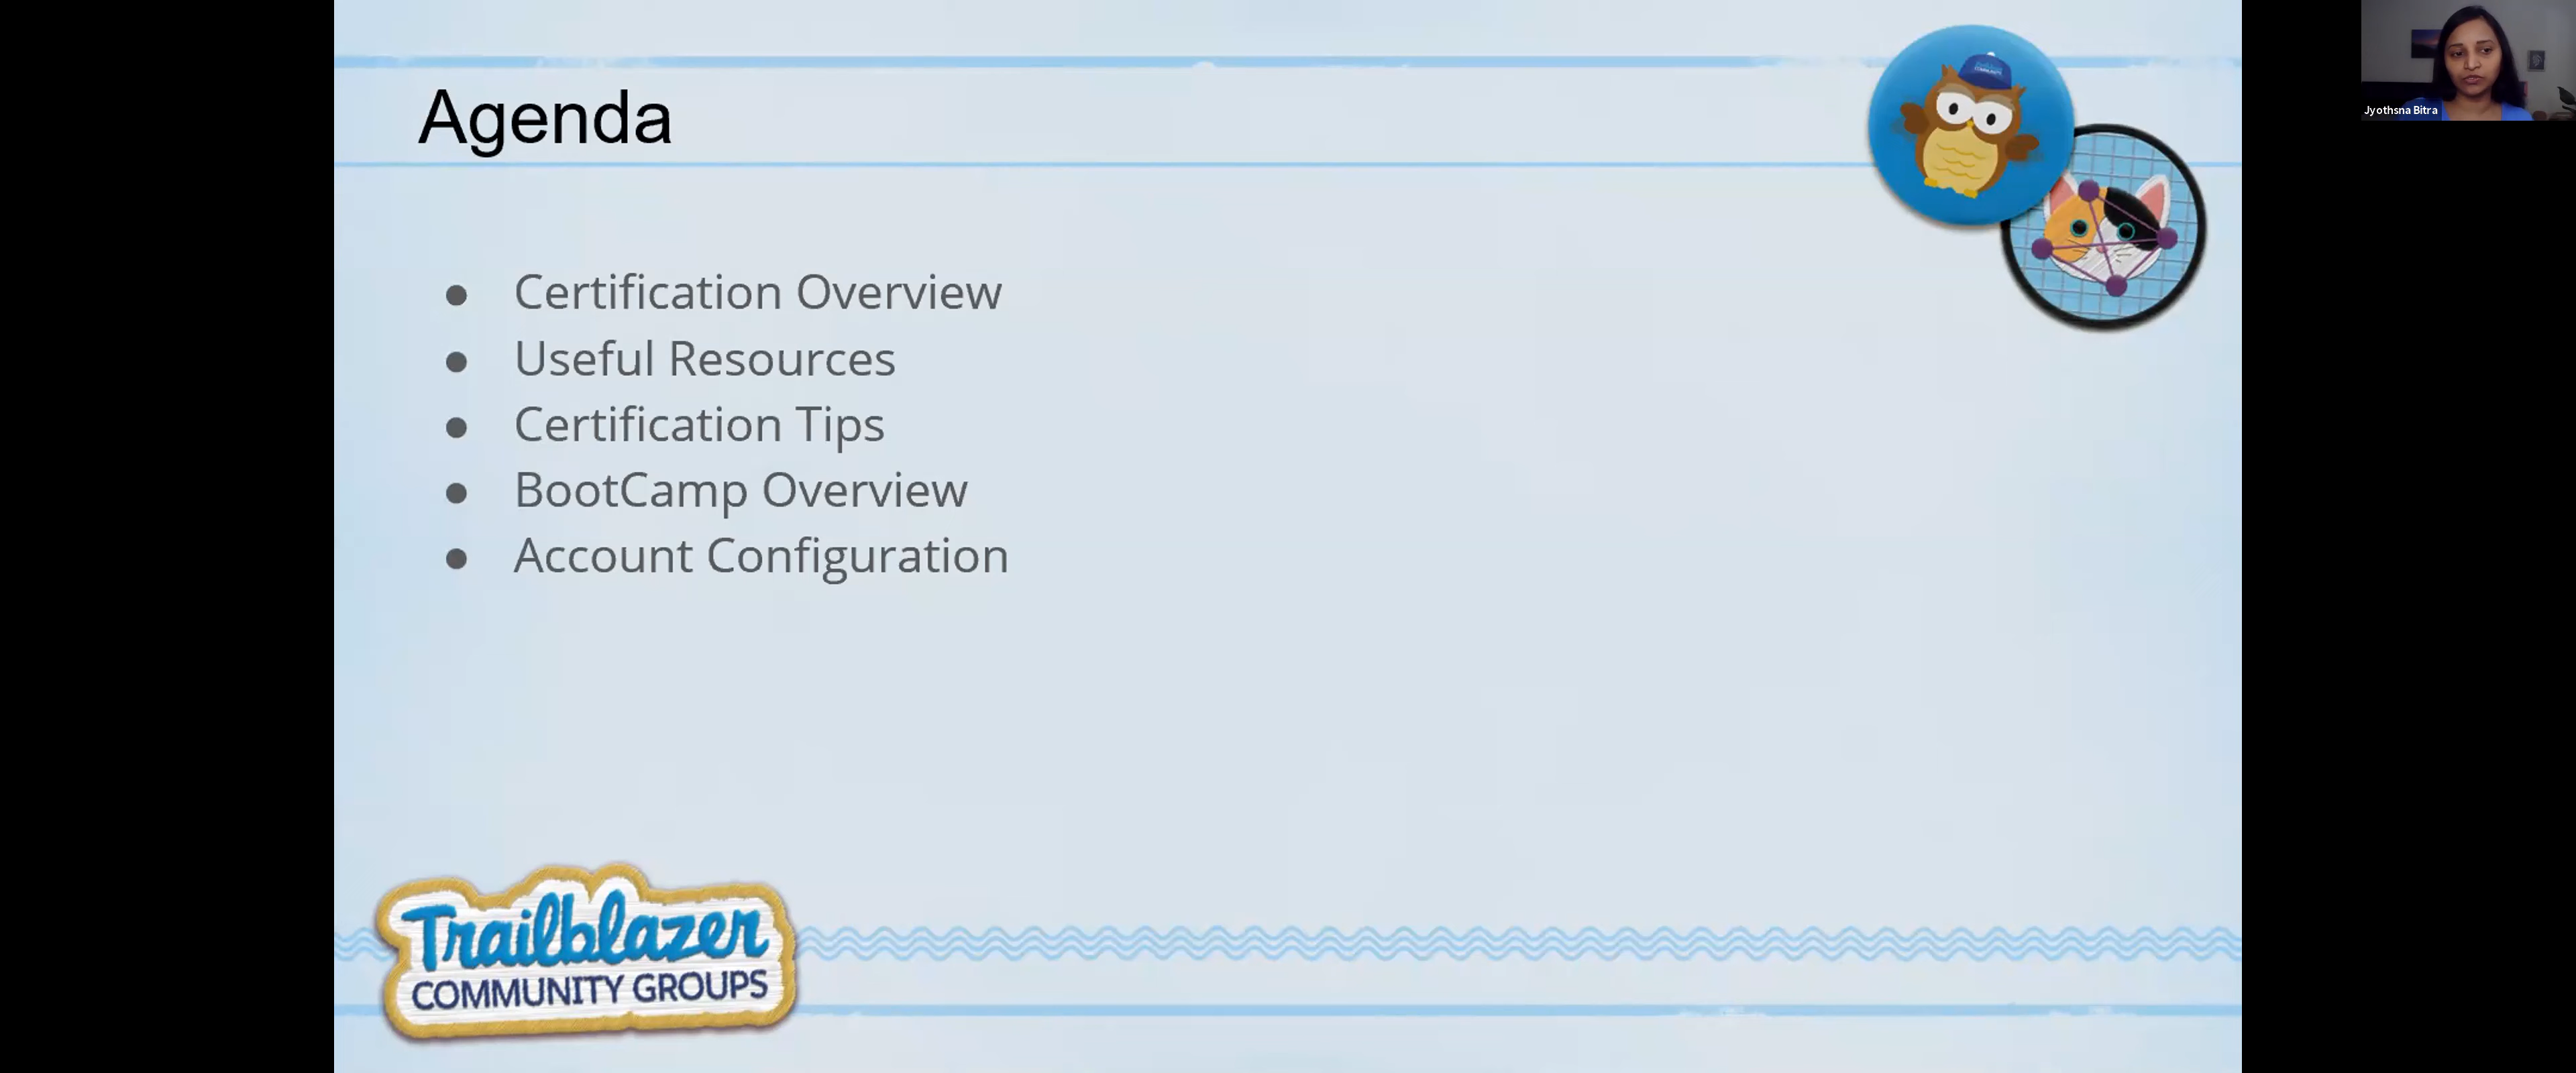 Agenda
Certification Overview
Useful Resources
Certification Tips
BootCamp Overview
Account Configuration
Trailblazer
COMMUNITY GROUPS
Jyothsna Bitra